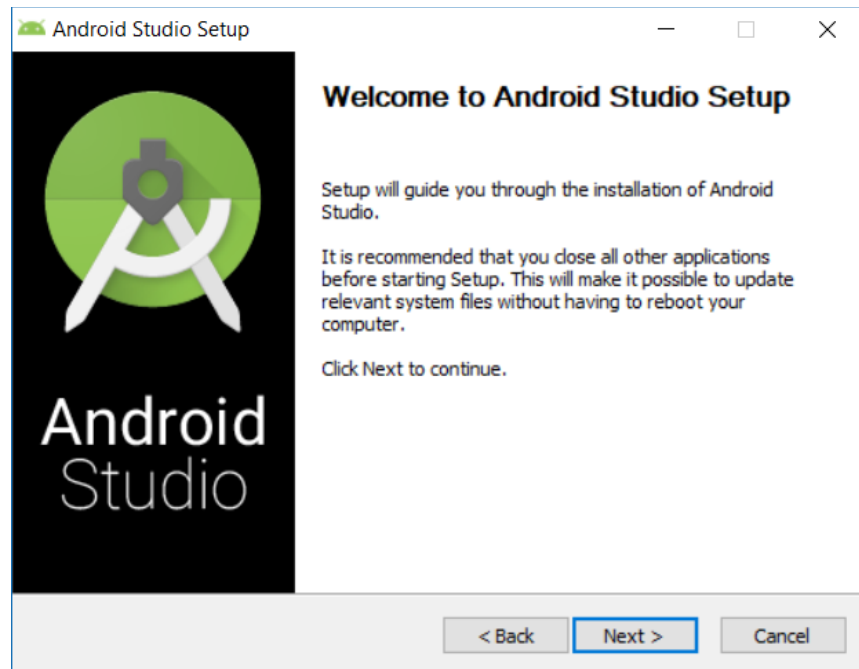 Android Studio Setup
Welcome to Android Studio Setup
Setup will guide you through the installation of Android
Studio.
It is recommended that you close all other applications
before starting Setup. This will make it possible to update
relevant system files without having to reboot your
computer.
Click Next to continue.
Android
Studio
< Back
Next >
Cancel